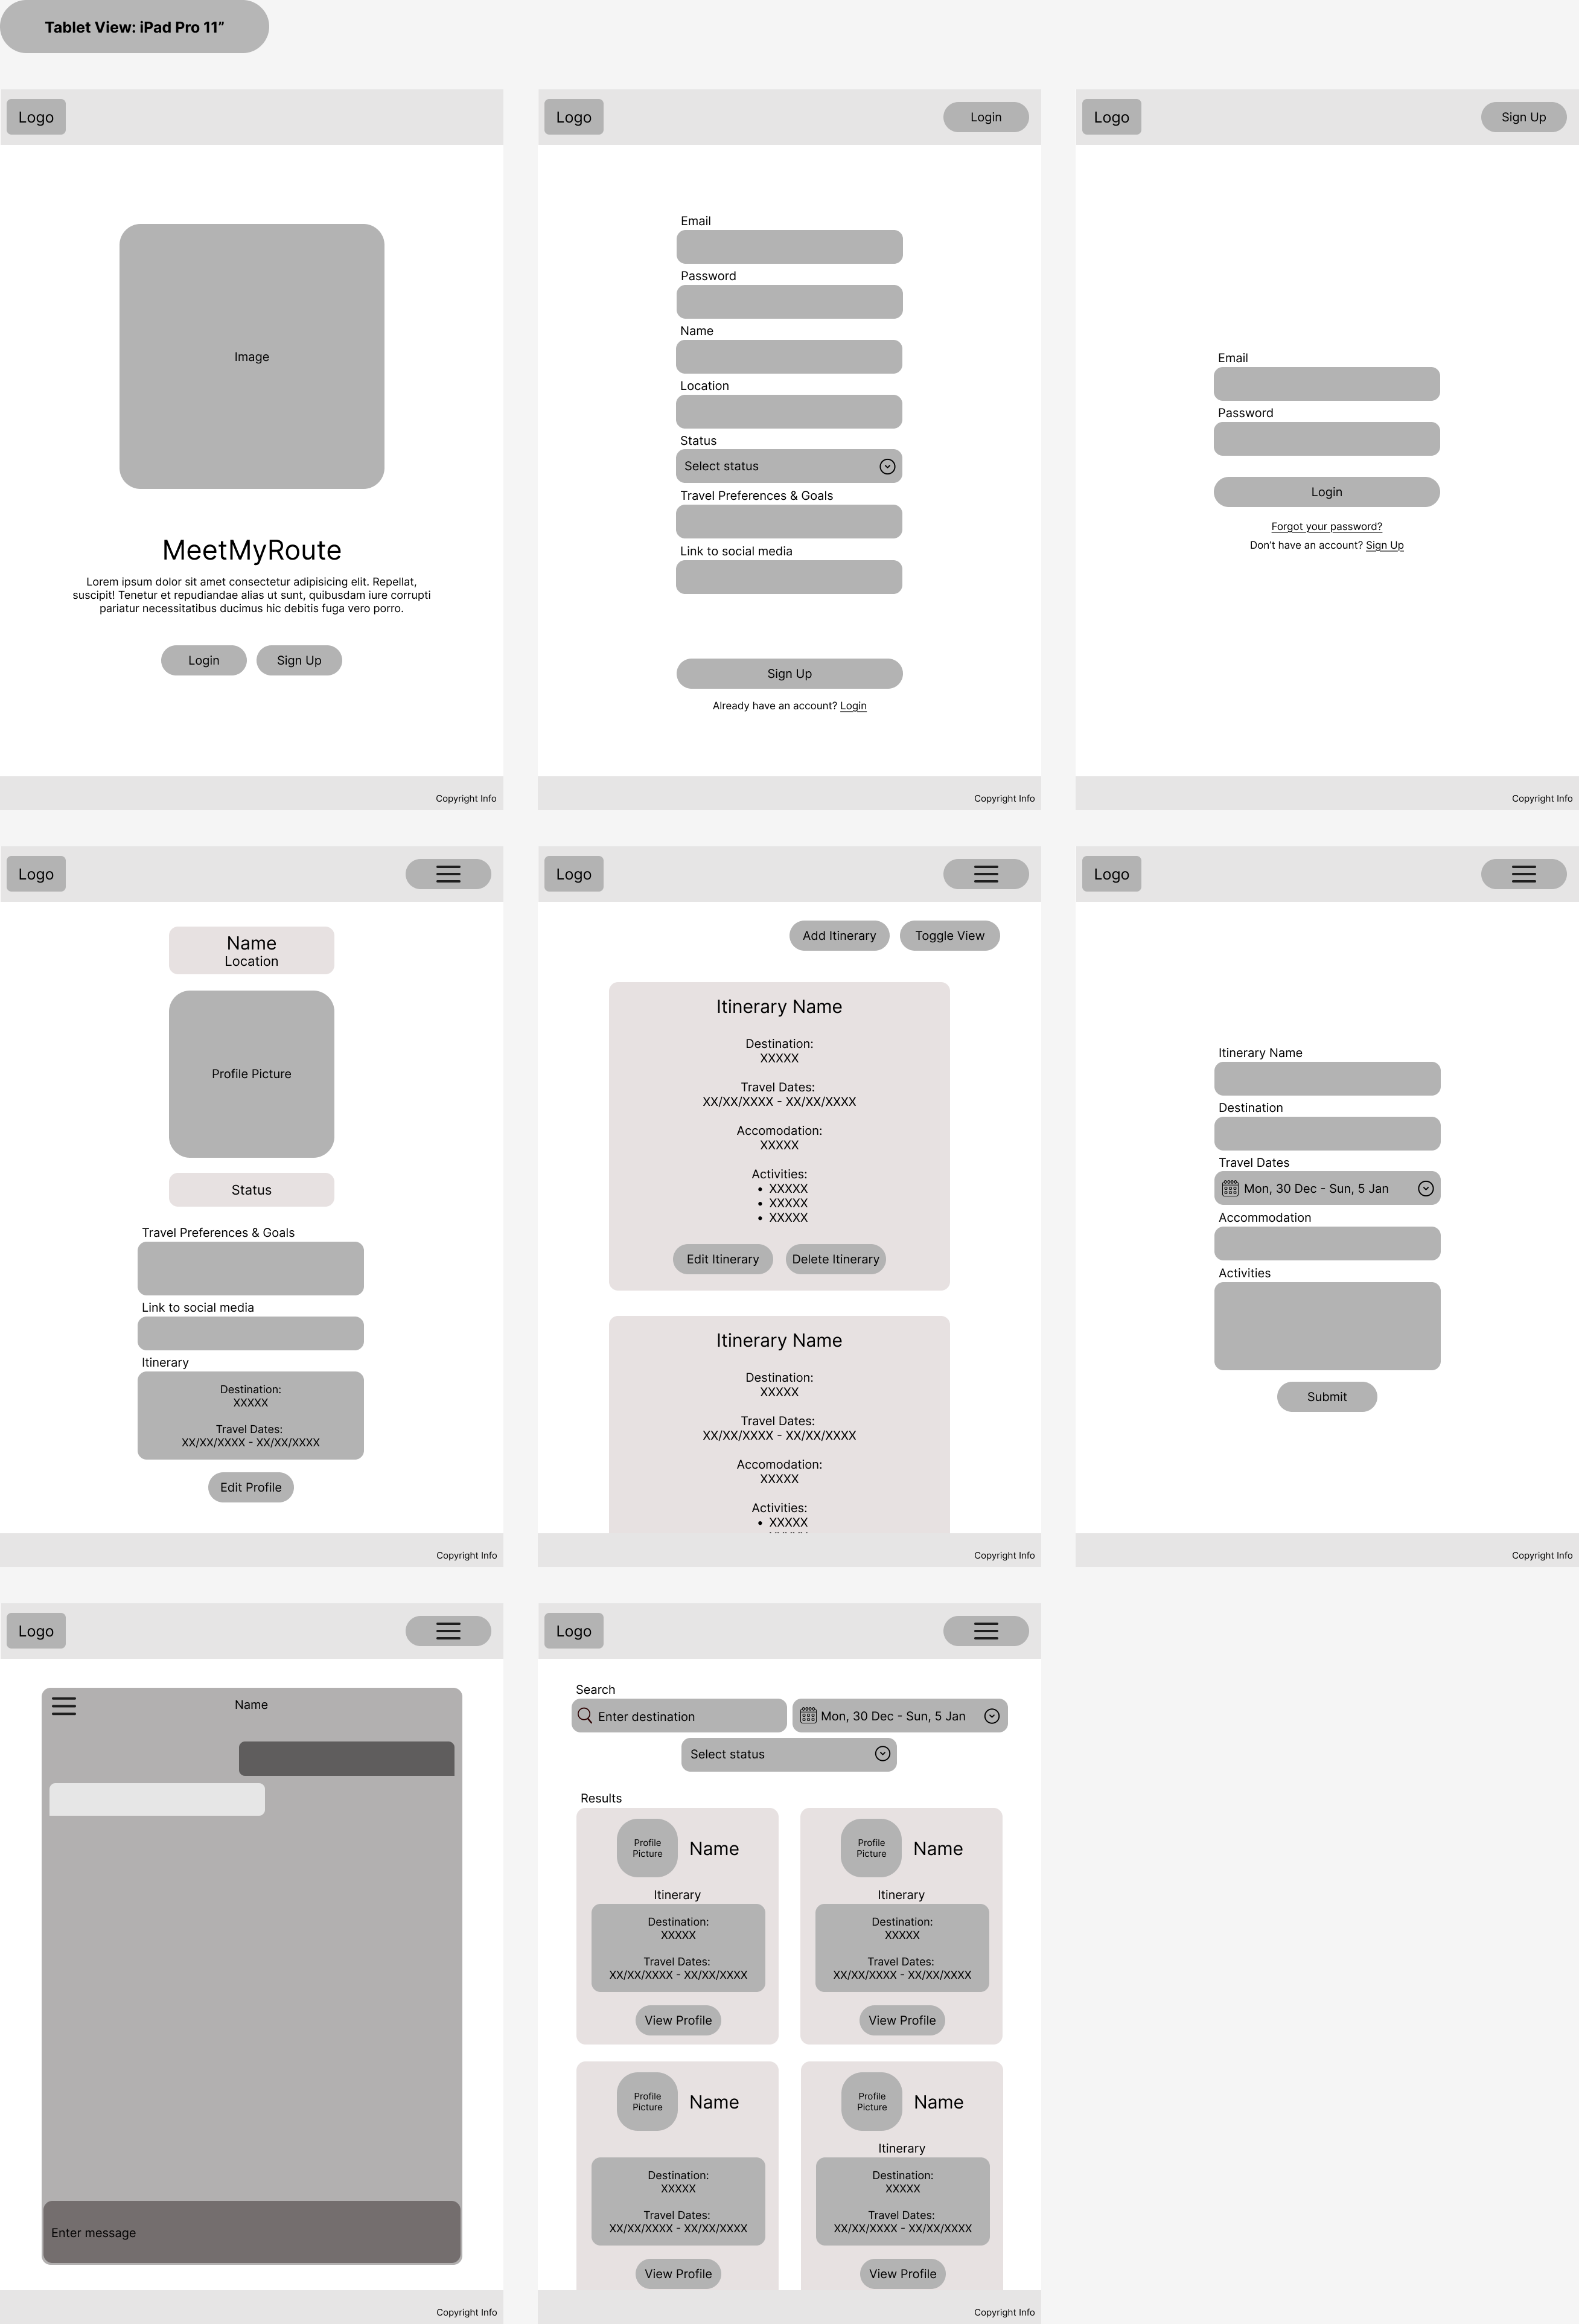 Tablet View: iPad Pro 11”
Logo
Image
MeetMyRoute
Lorem ipsum dolor sit amet consectetur adipisicing elit. Repellat,
suscipit! Tenetur et repudiandae alias ut sunt, quibusdam iure corrupti
pariatur necessitatibus ducimus hic debitis fuga vero porro.
Login
Sign Up
Copyright Info
Logo
Login
Email
Password
Name
Location
Status
Select status
Travel Preferences & Goals
Link to social media
Sign Up
Already have an account? Login
Copyright Info
Logo
Sign Up
Email
Password
Login
Forgot your password?
Don’t have an account? Sign Up
Copyright Info
Logo
Name
Location
Profile Picture
Status
Travel Preferences & Goals
Link to social media
Itinerary
Destination:
XXXXX
Travel Dates:
XX/XX/XXXX - XX/XX/XXXX
Edit Profile
Copyright Info
Logo
Add Itinerary
Toggle View
Itinerary Name
Destination:
XXXXX
Travel Dates:
XX/XX/XXXX - XX/XX/XXXX
Accomodation:
XXXXX
Activities:
• XXXXX
• XXXXX
• XXXXX
Edit Itinerary
Delete Itinerary
Itinerary Name
Destination:
XXXXX
Travel Dates:
XX/XX/XXXX - XX/XX/XXXX
Accomodation:
XXXXX
Activities:
• XXXXX
Copyright Info
Logo
Itinerary Name
Destination
Travel Dates
Mon, 30 Dec - Sun, 5 Jan
Accommodation
Activities
Submit
Copyright Info
Logo
Name
Enter message
Copyright Info
Logo
Search
Enter destination
Mon, 30 Dec - Sun, 5 Jan
Select status
Results
Profile
Picture
Name
Itinerary
Destination:
XXXXX
Travel Dates:
XX/XX/XXXX - XX/XX/XXXX
View Profile
Profile
Picture
Name
Itinerary
Destination:
XXXXX
Travel Dates:
XX/XX/XXXX - XX/XX/XXXX
View Profile
Profile
Picture
Name
Destination:
XXXXX
Travel Dates:
XX/XX/XXXX - XX/XX/XXXX
View Profile
Profile
Picture
Name
Itinerary
Destination:
XXXXX
Travel Dates:
XX/XX/XXXX - XX/XX/XXXX
View Profile
Copyright Info